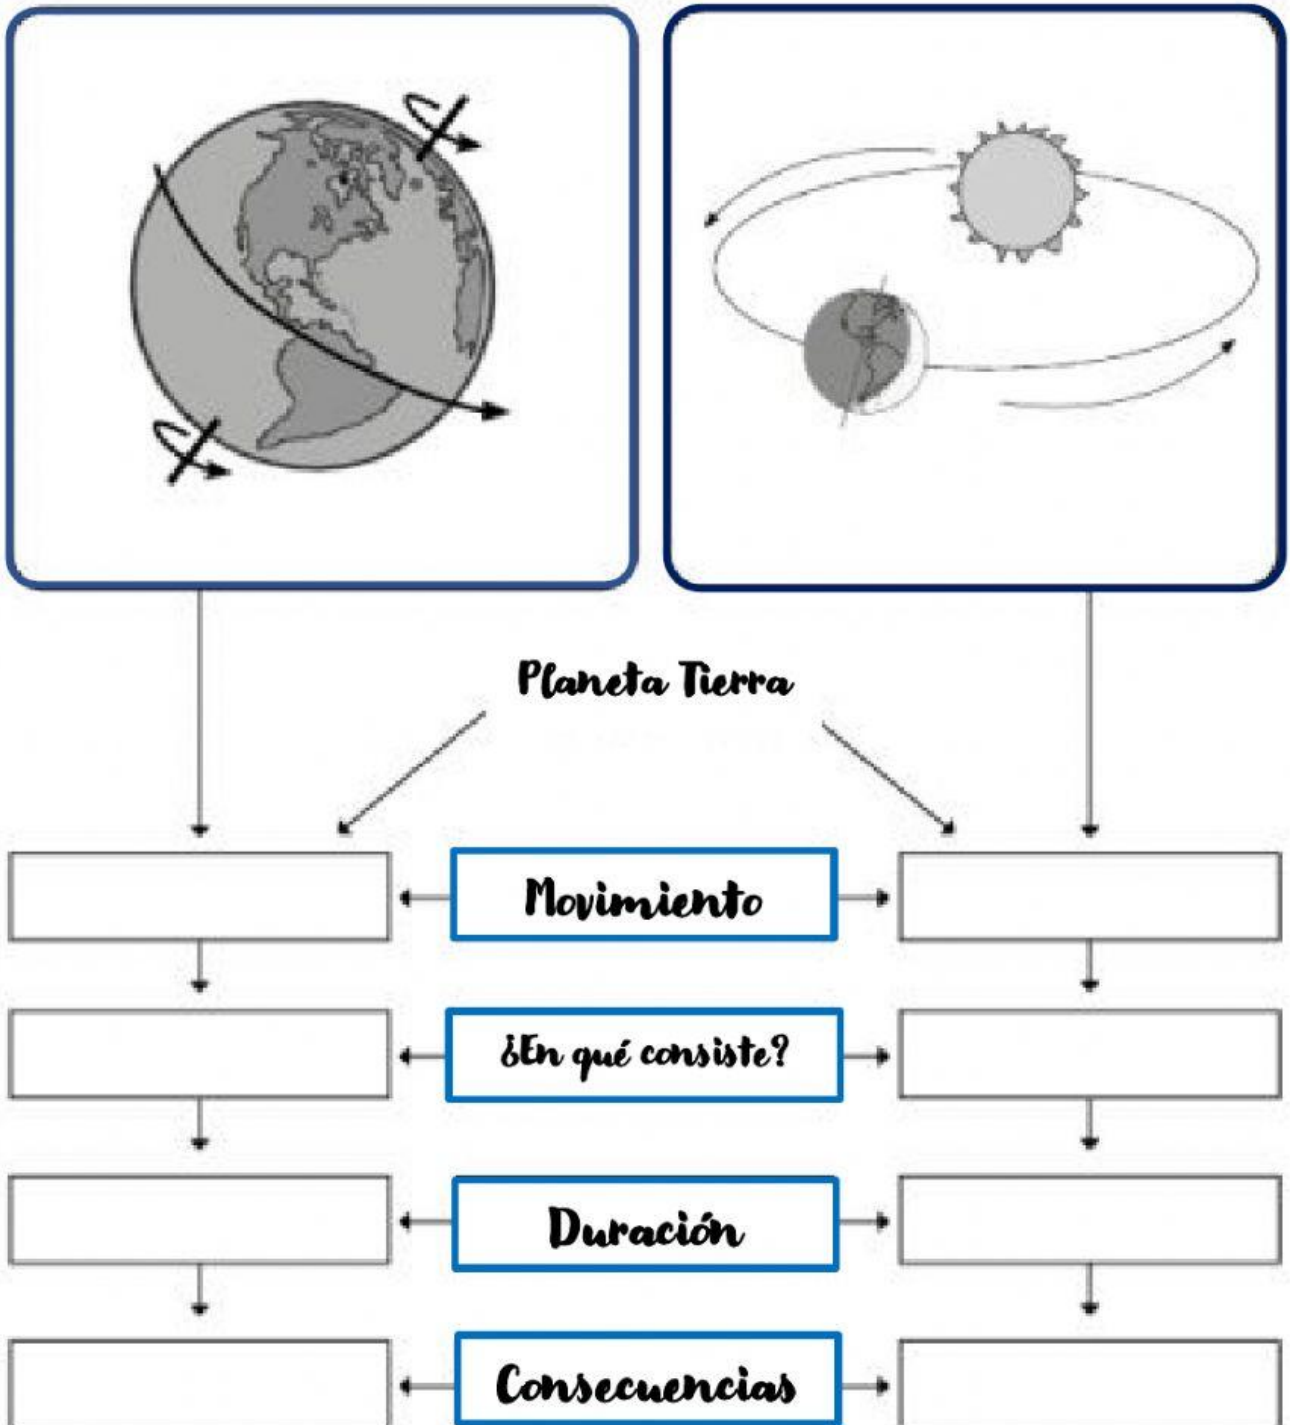 Planeta Tierra
Movimiento
¿En qué consiste?
Duración
Consecuencias